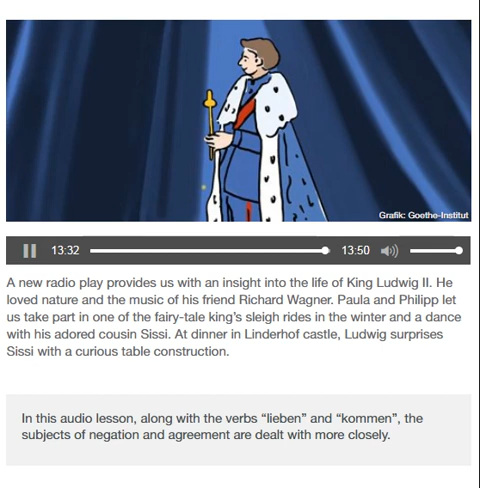 Grafik: Goethe-Institut
13:32
13:50
A new radio play provides us with an insight into the life of King Ludwig II. He
loved nature and the music of his friend Richard Wagner. Paula and Philipp let
us take part in one of the fairy-tale king's sleigh rides in the winter and a dance
with his adored cousin Sissi. At dinner in Linderhof castle, Ludwig surprises
Sissi with a curious table construction.
In this audio lesson, along with the verbs “lieben” and “kommen”, the
subjects of negation and agreement are dealt with more closely.